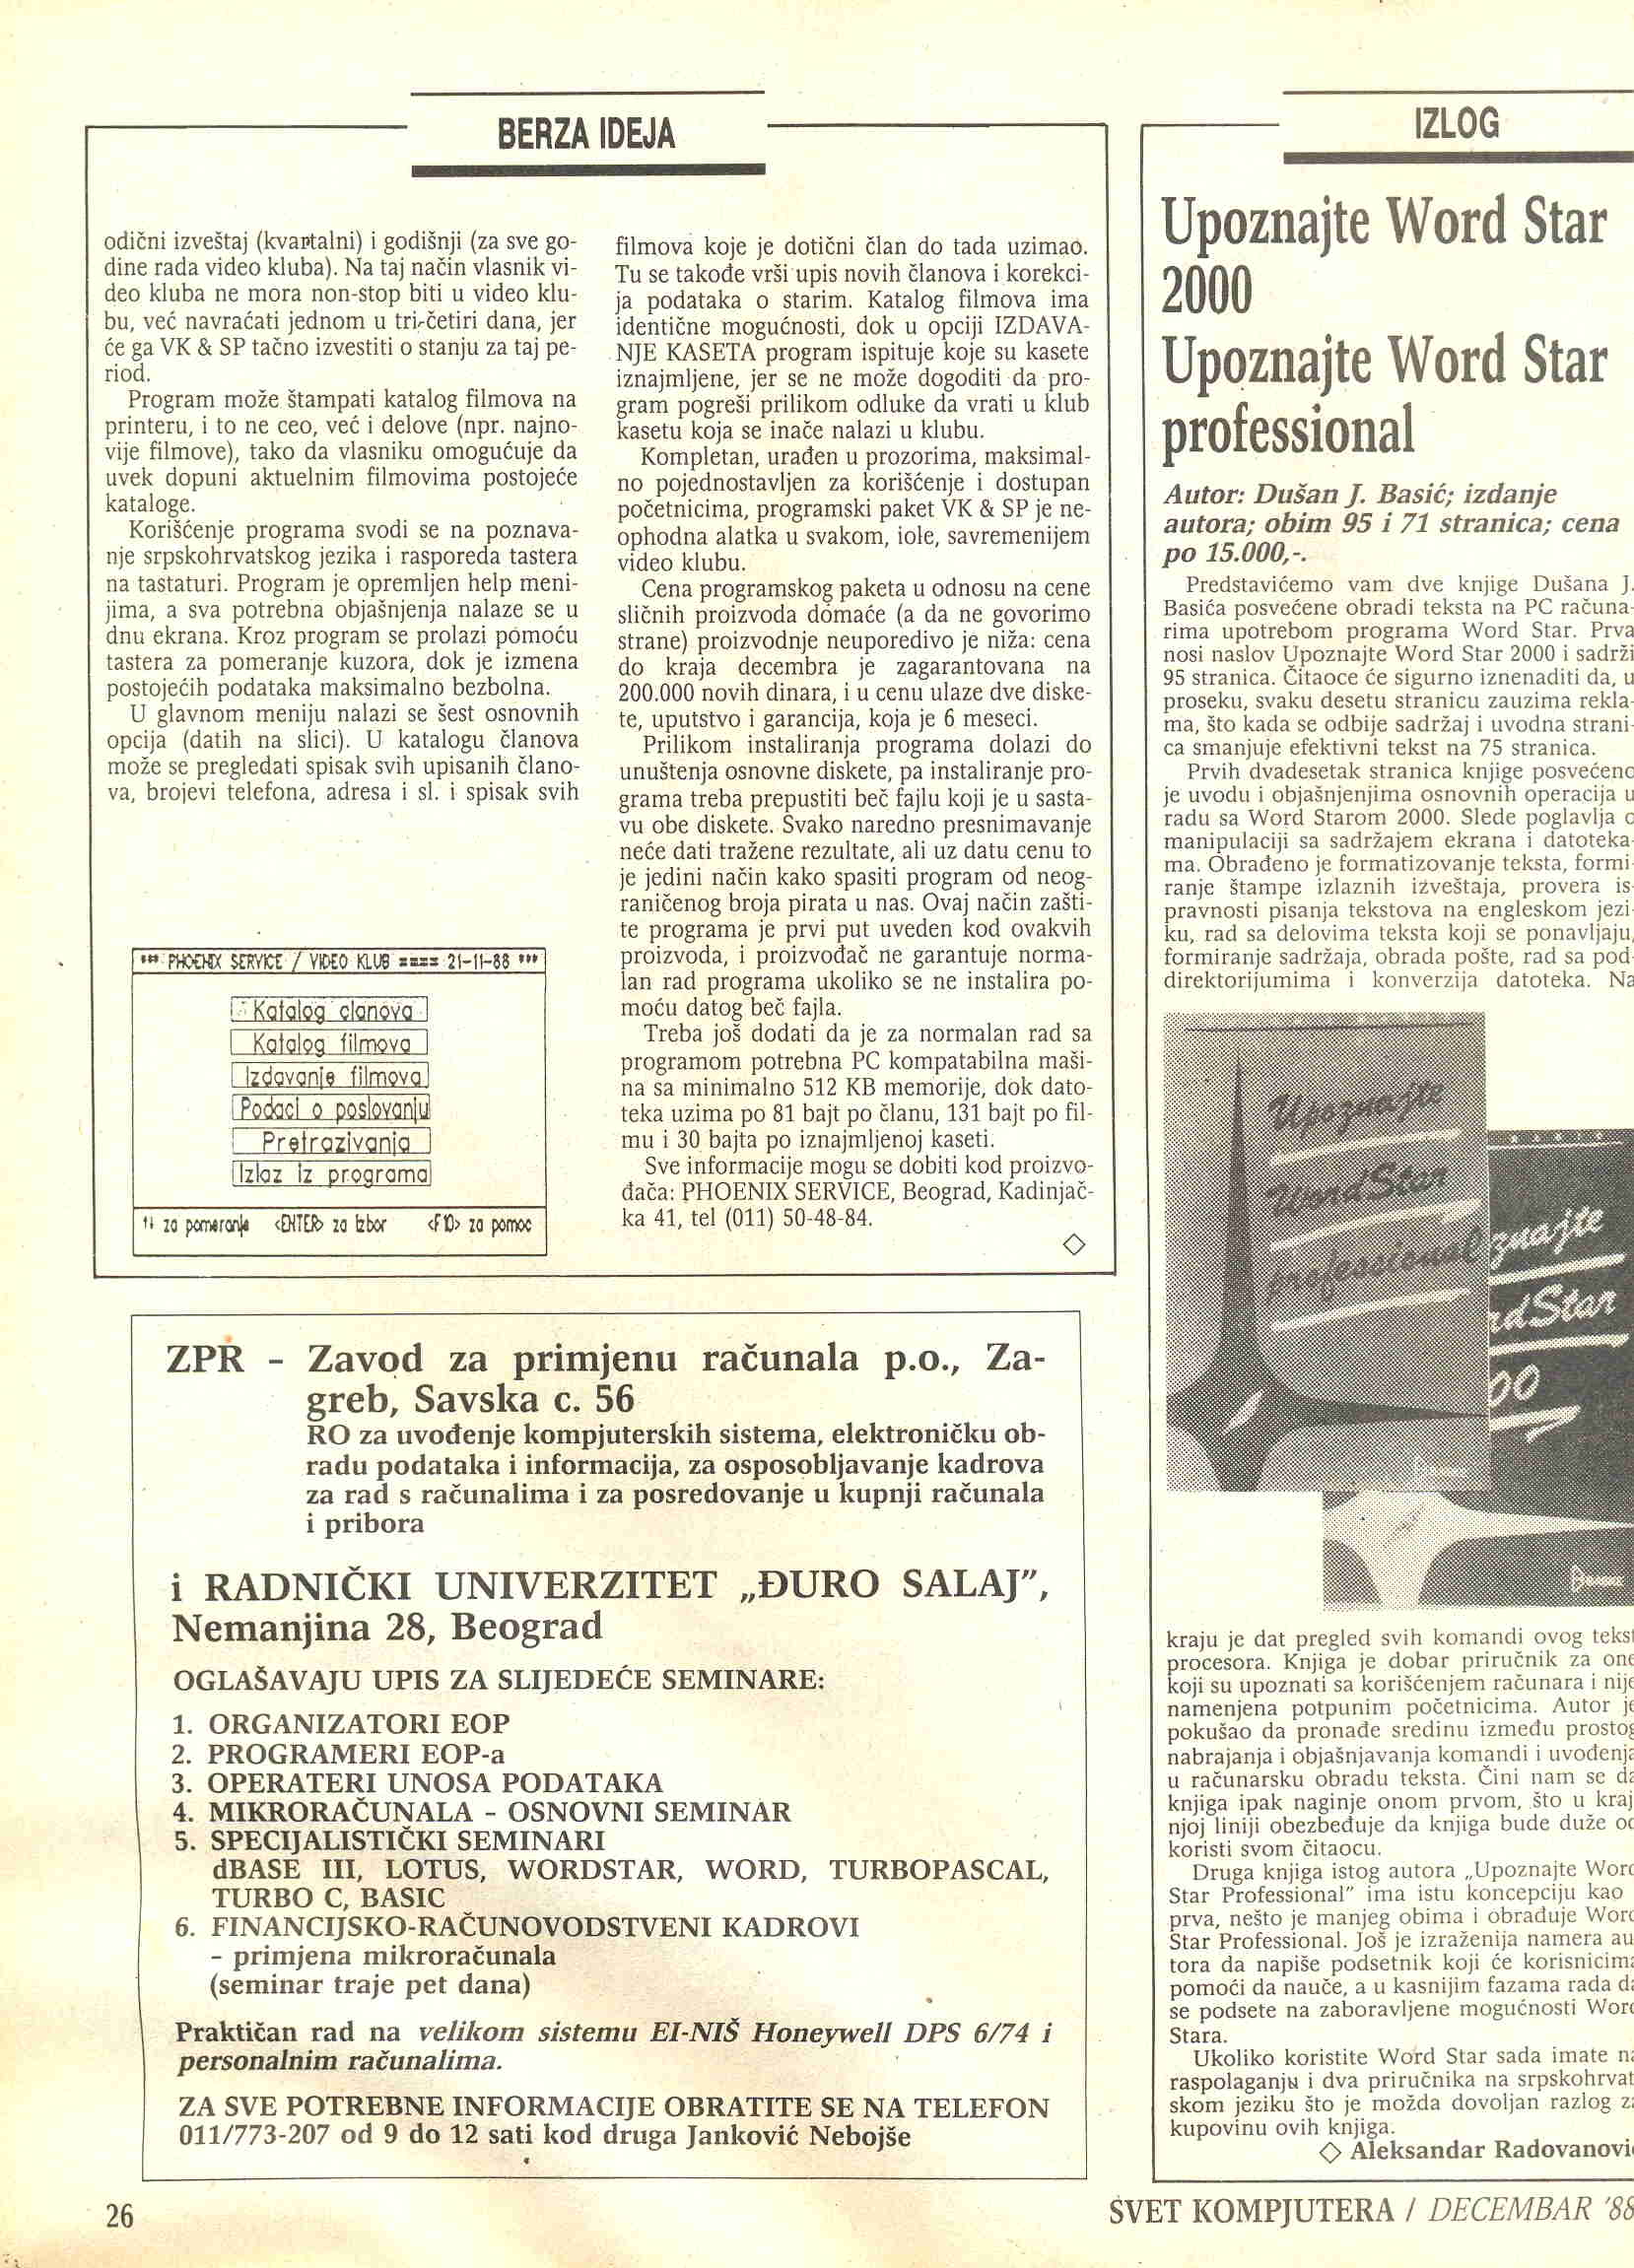 BERZA IDEJA
odični izveštaj (kvartalni) i godišnji (za sve go-
dine rada video kluba). Na taj način vlasnik vi-
deo kluba ne mora non-stop biti u video klu-
bu, već navraćati jednom u tri-četiri dana, jer
će ga VK & SP tačno izvestiti o stanju za taj pe-
riod.
Program može štampati katalog filmova na
printeru, i to ne ceo, već i delove (npr. najno-
vije filmove), tako da vlasniku omogućuje da
uvek dopuni aktuelnim filmovima postojeće
kataloge.
Korišćenje programa svodi se na poznava-
nje srpskohrvatskog jezika i rasporeda tastera
na tastaturi. Program je opremljen help meni-
jima, a sva potrebna objašnjenja nalaze se u
dnu ekrana. Kroz program se prolazi pomoću
tastera za pomeranje kuzora, dok je izmena
postojećih podataka maksimalno bezbolna.
U glavnom meniju nalazi se šest osnovnih
opcija (datih na slici). U katalogu članova
može se pregledati spisak svih upisanih člano-
va, brojevi telefona, adresa i sl. i spisak svih
*** PHOENIX SERVICE / VIDEO KLUB ==== 21-11-88 ***
Katalog clanova
Katalog filmova
Izdavanje filmova
Podaci o poslovanju
Pretrazivanja
Izlaz iz programa
↑↓ za pomeranje <ENTER> za izbor <F10> za pomoc
filmova koje je dotični član do tada uzimao.
Tu se takođe vrši upis novih članova i korekci-
ja podataka o starim. Katalog filmova ima
identične mogućnosti, dok u opciji IZDAVA-
NJE KASETA program ispituje koje su kasete
iznajmljene, jer se ne može dogoditi da pro-
gram pogreši prilikom odluke da vrati u klub
kasetu koja se inače nalazi u klubu.
Kompletan, urađen u prozorima, maksimal-
no pojednostavljen za korišćenje i dostupan
početnicima, programski paket VK & SP je ne-
ophodna alatka u svakom, iole, savremenijem
video klubu.
Cena programskog paketa u odnosu na cene
sličnih proizvoda domaće (a da ne govorimo
strane) proizvodnje neuporedivo je niža: cena
do kraja decembra je zagarantovana na
200.000 novih dinara, i u cenu ulaze dve diske-
te, uputstvo i garancija, koja je 6 meseci.
Prilikom instaliranja programa dolazi do
unuštenja osnovne diskete, pa instaliranje pro-
grama treba prepustiti beč fajlu koji je u sasta-
vu obe diskete. Svako naredno presnimavanje
neće dati tražene rezultate, ali uz datu cenu to
je jedini način kako spasiti program od neog-
raničenog broja pirata u nas. Ovaj način zašti-
te programa je prvi put uveden kod ovakvih
proizvoda, i proizvođač ne garantuje norma-
lan rad programa ukoliko se ne instalira po-
moću datog beč fajla.
Treba još dodati da je za normalan rad sa
programom potrebna PC kompatabilna maši-
na sa minimalno 512 KB memorije, dok dato-
teka uzima po 81 bajt po članu, 131 bajt po fil-
mu i 30 bajta po iznajmljenoj kaseti.
Sve informacije mogu se dobiti kod proizvo-
đača: PHOENIX SERVICE, Beograd, Kadinjač-
ka 41, tel (011) 50-48-84.
◇
ZPR - Zavod za primjenu računala p.o., Za-
greb, Savska c. 56
RO za uvođenje kompjuterskih sistema, elektroničku ob-
radu podataka i informacija, za osposobljavanje kadrova
za rad s računalima i za posredovanje u kupnji računala
i pribora
i RADNIČKI UNIVERZITET „ĐURO SALAJ”,
Nemanjina 28, Beograd
OGLAŠAVAJU UPIS ZA SLIJEDEĆE SEMINARE:
1. ORGANIZATORI EOP
2. PROGRAMERI EOP-a
3. OPERATERI UNOSA PODATAKA
4. MIKRORAČUNALA - OSNOVNI SEMINAR
5. SPECIJALISTIČKI SEMINARI
dBASE III, LOTUS, WORDSTAR, WORD, TURBOPASCAL,
TURBO C, BASIC
6. FINANCIJSKO-RAČUNOVODSTVENI KADROVI
- primjena mikroračunala
(seminar traje pet dana)
Praktičan rad na velikom sistemu EI-NIŠ Honeywell DPS 6/74 i
personalnim računalima.
ZA SVE POTREBNE INFORMACIJE OBRATITE SE NA TELEFON
011/773-207 od 9 do 12 sati kod druga Janković Nebojše
IZLOG
Upoznajte Word Star
2000
Upoznajte Word Star
professional
Autor: Dušan J. Basić; izdanje
autora; obim 95 i 71 stranica; cena
po 15.000,-.
Predstavićemo vam dve knjige Dušana J.
Basića posvećene obradi teksta na PC računa-
rima upotrebom programa Word Star. Prva
nosi naslov Upoznajte Word Star 2000 i sadrži
95 stranica. Čitaoce će sigurno iznenaditi da, u
proseku, svaku desetu stranicu zauzima rekla-
ma, što kada se odbije sadržaj i uvodna strani-
ca smanjuje efektivni tekst na 75 stranica.
Prvih dvadesetak stranica knjige posvećeno
je uvodu i objašnjenjima osnovnih operacija u
radu sa Word Starom 2000. Slede poglavlja o
manipulaciji sa sadržajem ekrana i datoteka-
ma. Obrađeno je formatizovanje teksta, formi-
ranje štampe izlaznih izveštaja, provera is-
pravnosti pisanja tekstova na engleskom jezi-
ku, rad sa delovima teksta koji se ponavljaju,
formiranje sadržaja, obrada pošte, rad sa pod-
direktorijumima i konverzija datoteka. Na
Upoznajte
WordStar
professional
znajte
rdStar
00
kraju je dat pregled svih komandi ovog tekst
procesora. Knjiga je dobar priručnik za one
koji su upoznati sa korišćenjem računara i nije
namenjena potpunim početnicima. Autor je
pokušao da pronađe sredinu između prostog
nabrajanja i objašnjavanja komandi i uvođenja
u računarsku obradu teksta. Čini nam se da
knjiga ipak naginje onom prvom, što u kraj
njoj liniji obezbeđuje da knjiga bude duže od
koristi svom čitaocu.
Druga knjiga istog autora „Upoznajte Word
Star Professional” ima istu koncepciju kao
prva, nešto je manjeg obima i obrađuje Word
Star Professional. Još je izraženija namera au
tora da napiše podsetnik koji će korisnicima
pomoći da nauče, a u kasnijim fazama rada da
se podsete na zaboravljene mogućnosti Word
Stara.
Ukoliko koristite Word Star sada imate na
raspolaganju i dva priručnika na srpskohrvat
skom jeziku što je možda dovoljan razlog za
kupovinu ovih knjiga.
◇ Aleksandar Radovanovi
26
SVET KOMPJUTERA / DECEMBAR '88